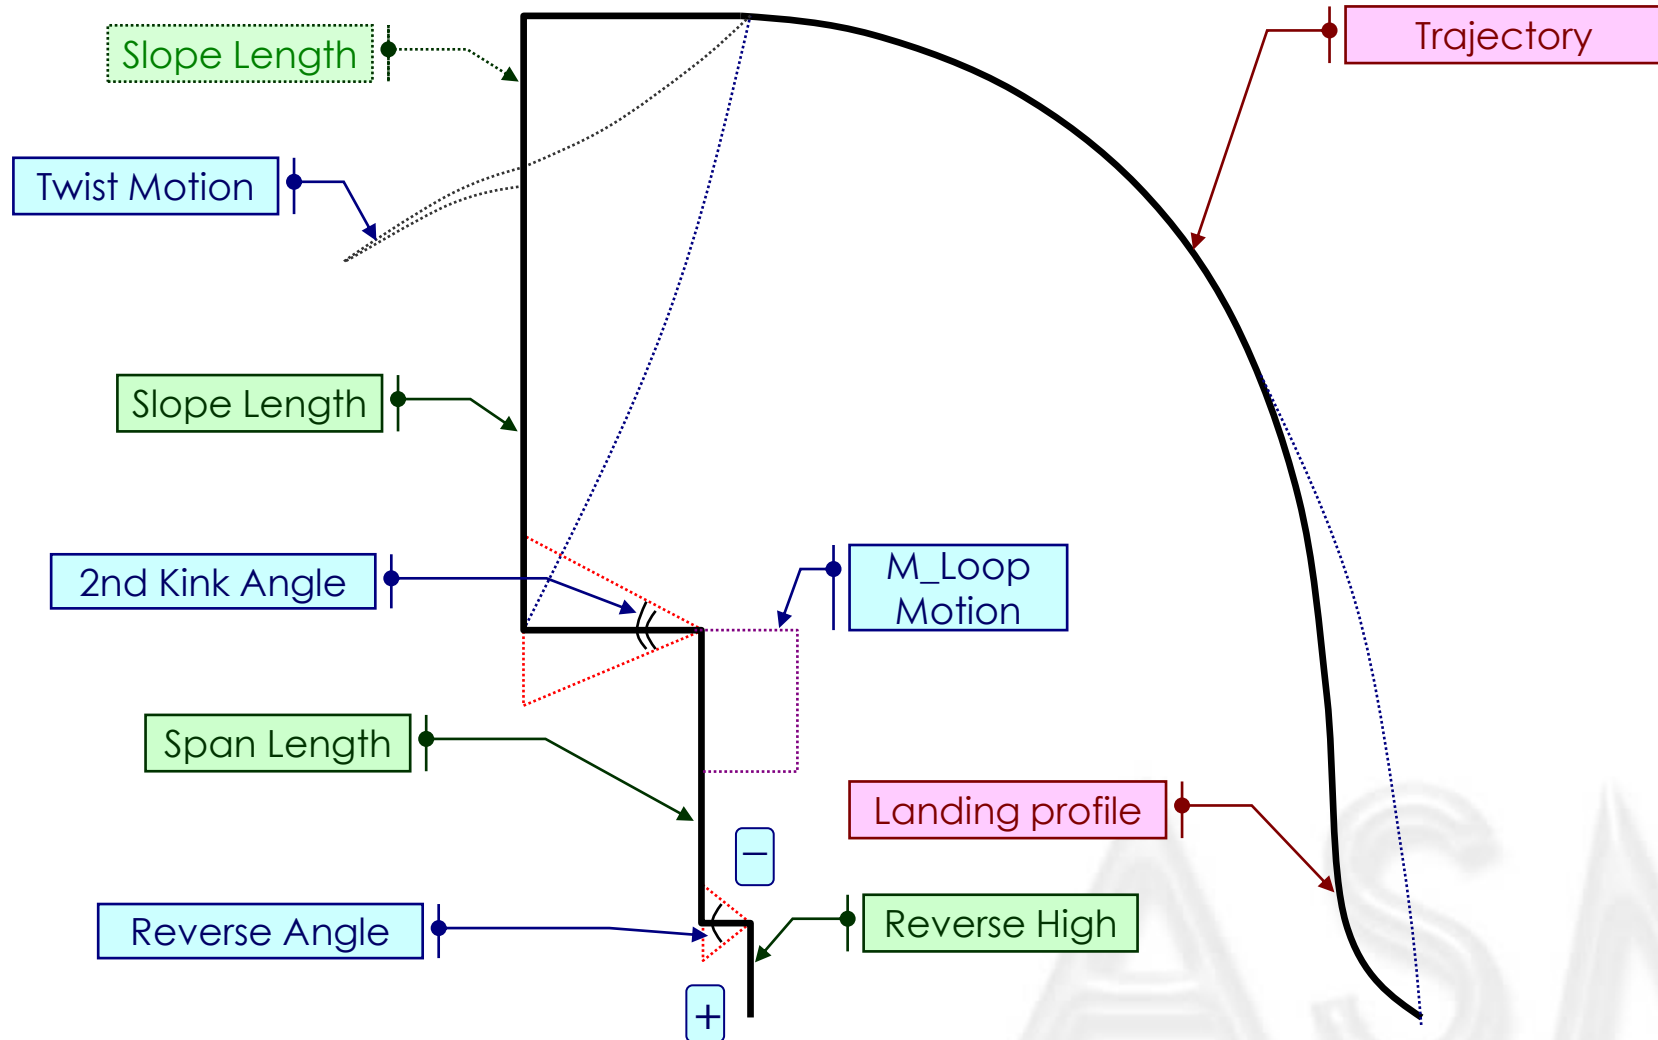 Slope Length
Trajectory
Twist Motion
Slope Length
2nd Kink Angle
M_Loop
Motion
Span Length
Landing profile
−
Reverse Angle
Reverse High
+